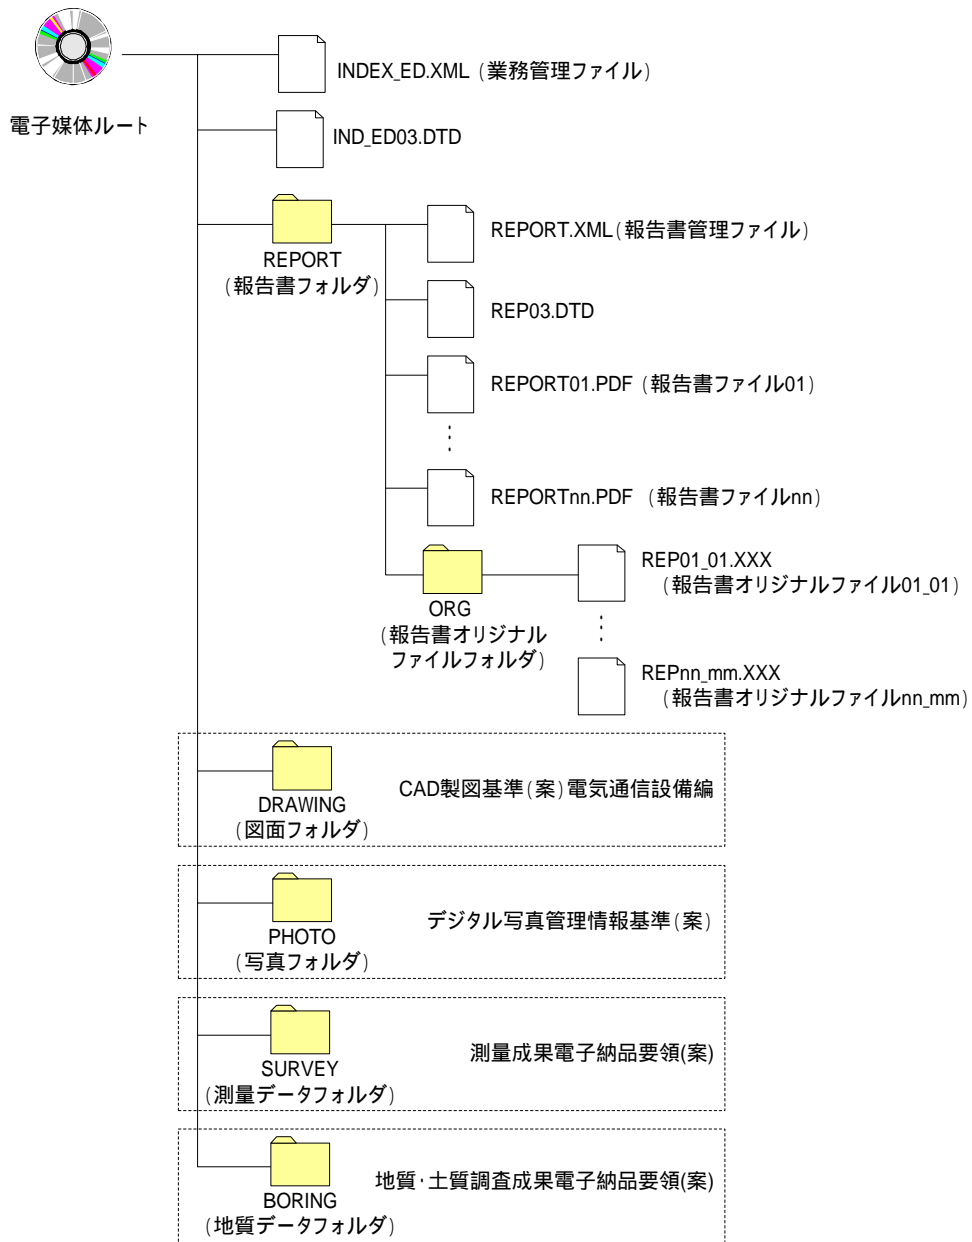 INDEX_ED.XML（業務管理ファイル）
電子媒体ルート
IND_ED03.DTD
REPORT.XML（報告書管理ファイル）
REPORT
（報告書フォルダ）
REP03.DTD
REPORT01.PDF（報告書ファイル01）
REPORTnn.PDF （報告書ファイルnn）
REP01_01.XXX
（報告書オリジナルファイル01_01）
ORG
（報告書オリジナル
ファイルフォルダ）
REPnn_mm.XXX
（報告書オリジナルファイルnn_mm）
CAD製図基準（案）電気通信設備編
DRAWING
（図面フォルダ）
デジタル写真管理情報基準（案）
PHOTO
（写真フォルダ）
測量成果電子納品要領(案)
SURVEY
（測量データフォルダ）
地質・土質調査成果電子納品要領(案)
BORING
（地質データフォルダ）